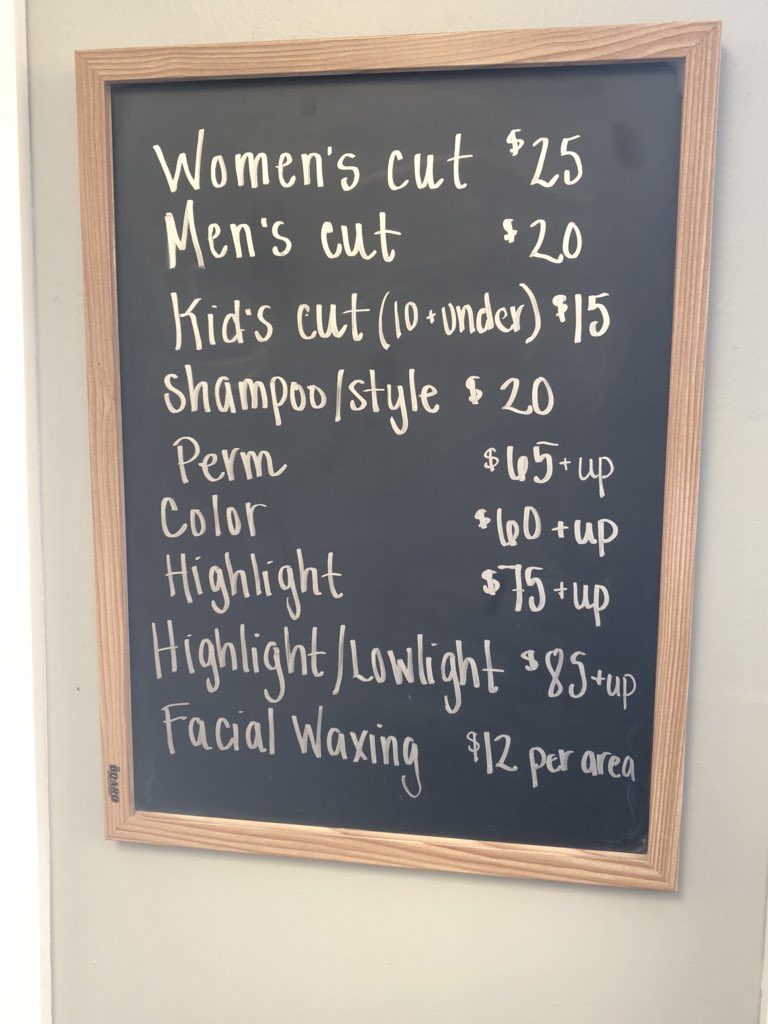 Women's cut $25
Men's cut $20
Kid's cut (10 + under) $15
Shampoo/style $20
Perm $65 + up
Color $60 + up
Highlight $75 + up
Highlight/Lowlight $85 + up
Facial Waxing $12 per area